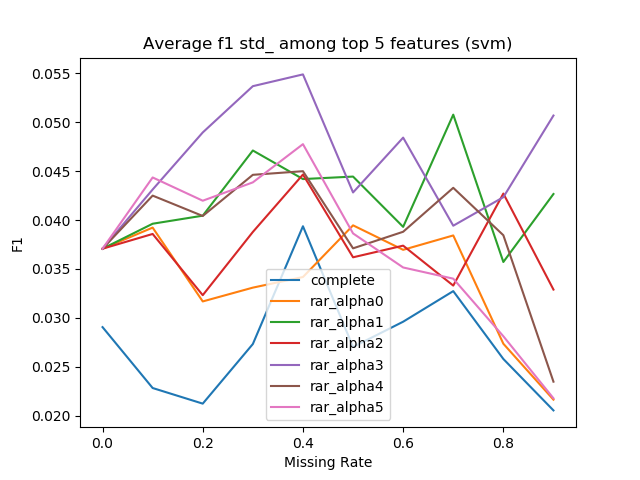 Average f1 std_ among top 5 features (svm)
0.055
0.050
0.045
0.040
0.035
0.030
0.025
0.020
F1
complete
rar_alpha0
rar_alpha1
rar_alpha2
rar_alpha3
rar_alpha4
rar_alpha5
0.0 0.2 0.4 0.6 0.8
Missing Rate